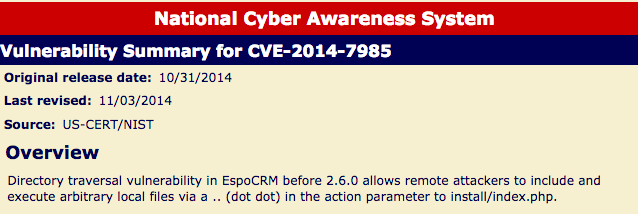 National Cyber Awareness System
Vulnerability Summary for CVE-2014-7985
Original release date: 10/31/2014
Last revised: 11/03/2014
Source: US-CERT/NIST
Overview
Directory traversal vulnerability in EspoCRM before 2.6.0 allows remote attackers to include and
execute arbitrary local files via a .. (dot dot) in the action parameter to install/index.php.